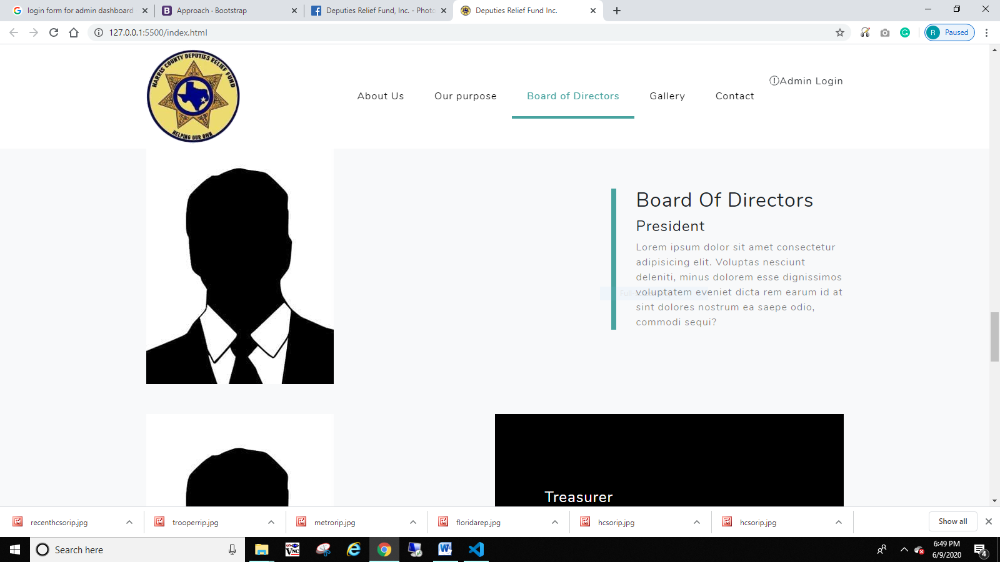 login form for admin dashboard
Approach · Bootstrap
Deputies Relief Fund, Inc. - Photo
Deputies Relief Fund Inc.
127.0.0.1:5500/index.html
R
Paused
HARRIS COUNTY DEPUTIES RELIEF FUND
HELPING OUR OWN
About Us
Our purpose
Board of Directors
Gallery
Contact
Admin Login
Board Of Directors
President
Lorem ipsum dolor sit amet consectetur
adipisicing elit. Voluptas nesciunt
deleniti, minus dolorem esse dignissimos
voluptatem eveniet dicta rem earum id at
sint dolores nostrum ea saepe odio,
commodi sequi?
Treasurer
recenthcsorip.jpg
trooperrip.jpg
metrorip.jpg
floridarep.jpg
hcsorip.jpg
hcsorip.jpg
Show all
Search here
VNC
6:49 PM
6/9/2020
4